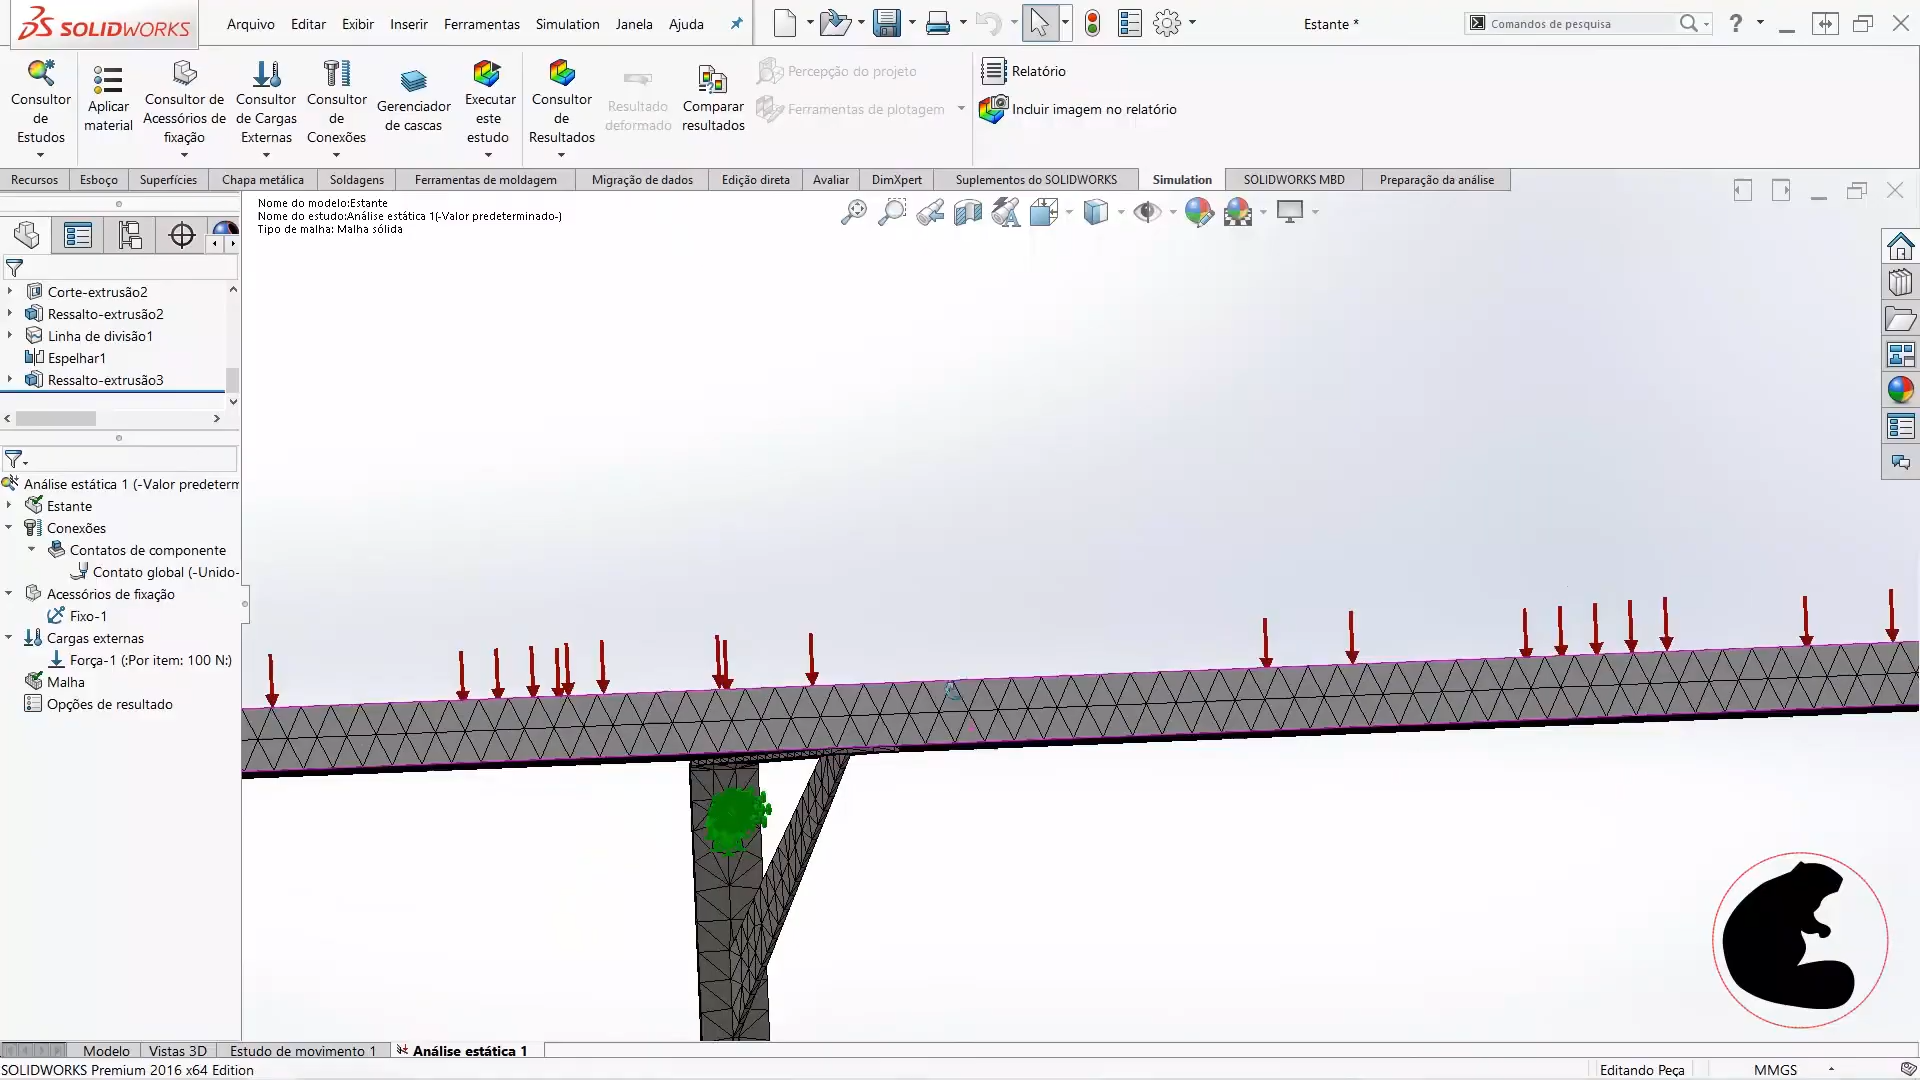 SOLIDWORKS
Arquivo Editar Exibir Inserir Ferramentas Simulation Janela Ajuda
Estante *
Comandos de pesquisa
?
Consultor de Estudos
Aplicar material
Consultor de Acessórios de fixação
Consultor de Cargas Externas
Consultor de Conexões
Gerenciador de cascas
Executar este estudo
Consultor de Resultados
Resultado deformado
Comparar resultados
Percepção do projeto
Ferramentas de plotagem
Relatório
Incluir imagem no relatório
Recursos Esboço Superfícies Chapa metálica Soldagens Ferramentas de moldagem Migração de dados Edição direta Avaliar DimXpert Suplementos do SOLIDWORKS Simulation SOLIDWORKS MBD Preparação da análise
Nome do modelo:Estante
Nome do estudo:Análise estática 1(-Valor predeterminado-)
Tipo de malha: Malha sólida
Corte-extrusão2
Ressalto-extrusão2
Linha de divisão1
Espelhar1
Ressalto-extrusão3
Análise estática 1 (-Valor predeterm
Estante
Conexões
Contatos de componente
Contato global (-Unido-
Acessórios de fixação
Fixo-1
Cargas externas
Força-1 (:Por item: 100 N:)
Malha
Opções de resultado
Modelo Vistas 3D Estudo de movimento 1 Análise estática 1
SOLIDWORKS Premium 2016 x64 Edition
Editando Peça
MMGS